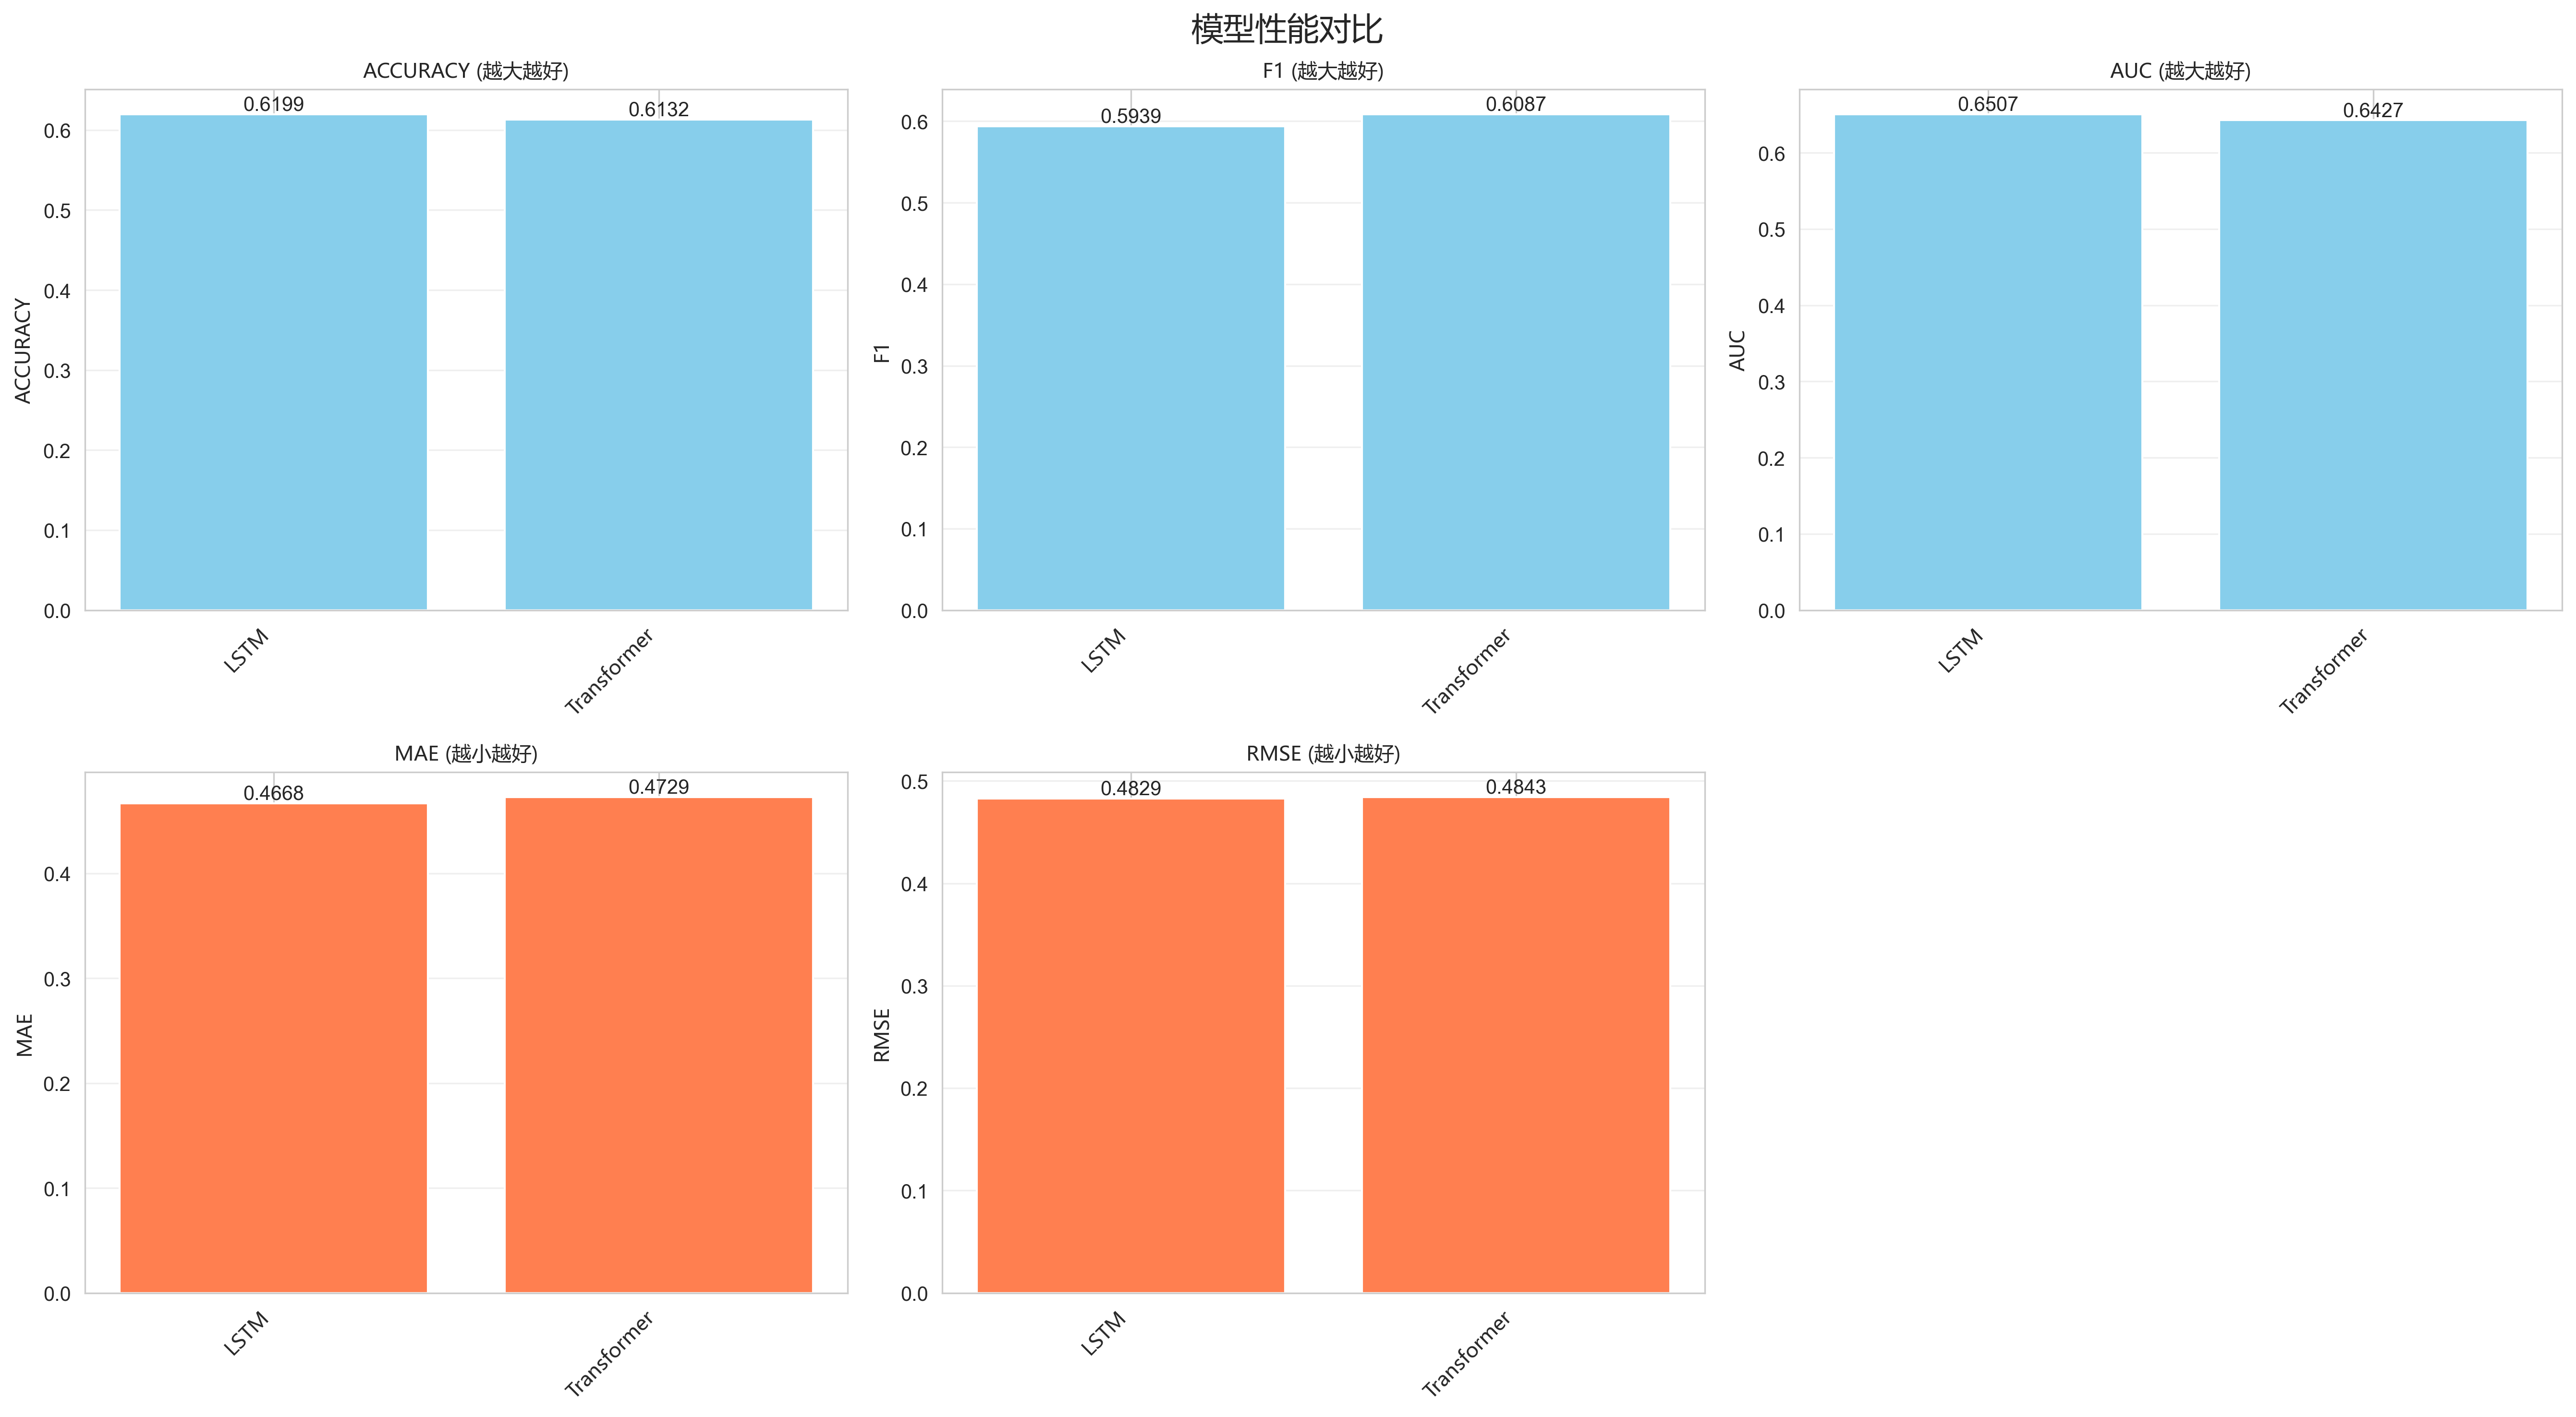 模型性能对比
ACCURACY (越大越好)
0.6199
0.6132
0.6
0.5
0.4
0.3
0.2
0.1
0.0
ACCURACY
LSTM
Transformer
F1 (越大越好)
0.5939
0.6087
0.6
0.5
0.4
0.3
0.2
0.1
0.0
F1
LSTM
Transformer
AUC (越大越好)
0.6507
0.6427
0.6
0.5
0.4
0.3
0.2
0.1
0.0
AUC
LSTM
Transformer
MAE (越小越好)
0.4668
0.4729
0.4
0.3
0.2
0.1
0.0
MAE
LSTM
Transformer
RMSE (越小越好)
0.4829
0.4843
0.5
0.4
0.3
0.2
0.1
0.0
RMSE
LSTM
Transformer